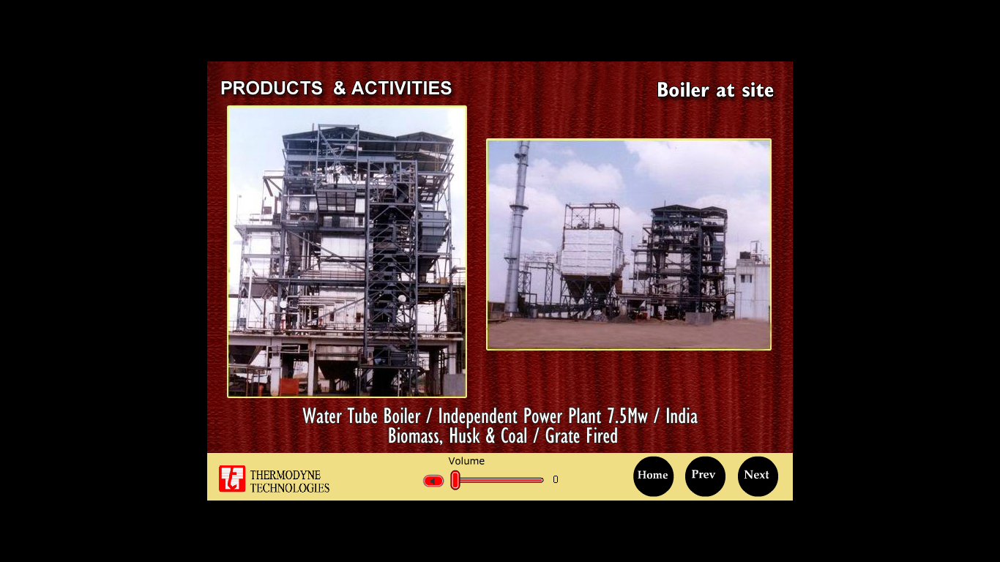 PRODUCTS & ACTIVITIES
Boiler at site
Water Tube Boiler / Independent Power Plant 7.5Mw / India
Biomass, Husk & Coal / Grate Fired
THERMODYNE
TECHNOLOGIES
Volume
0
Home
Prev
Next